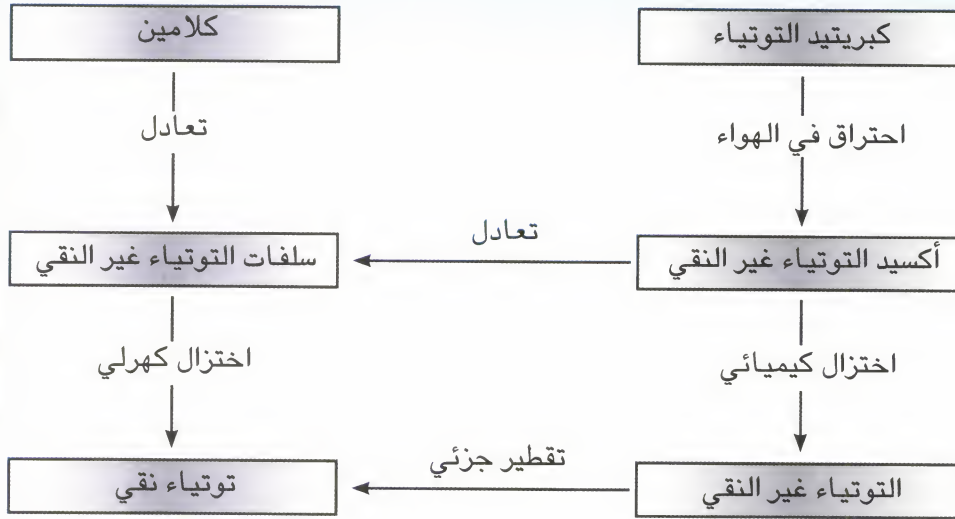 كبريتيد التوتياء
كلامين
احتراق في الهواء
تعادل
أكسيد التوتياء غير النقي
تعادل
سلفات التوتياء غير النقي
اختزال كيميائي
اختزال كهرلي
التوتياء غير النقي
تقطير جزئي
توتياء نقي